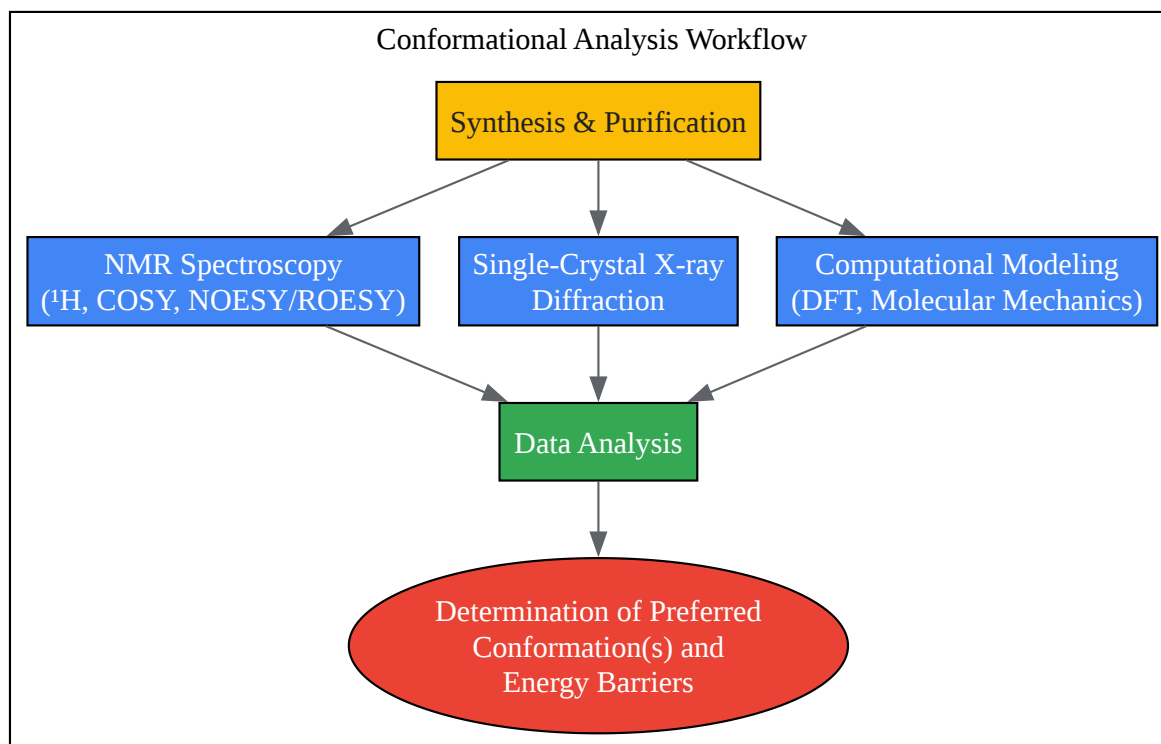 Conformational Analysis Workflow
Synthesis & Purification
NMR Spectroscopy
(¹H, COSY, NOESY/ROESY)
Single-Crystal X-ray
Diffraction
Computational Modeling
(DFT, Molecular Mechanics)
Data Analysis
Determination of Preferred
Conformation(s) and
Energy Barriers